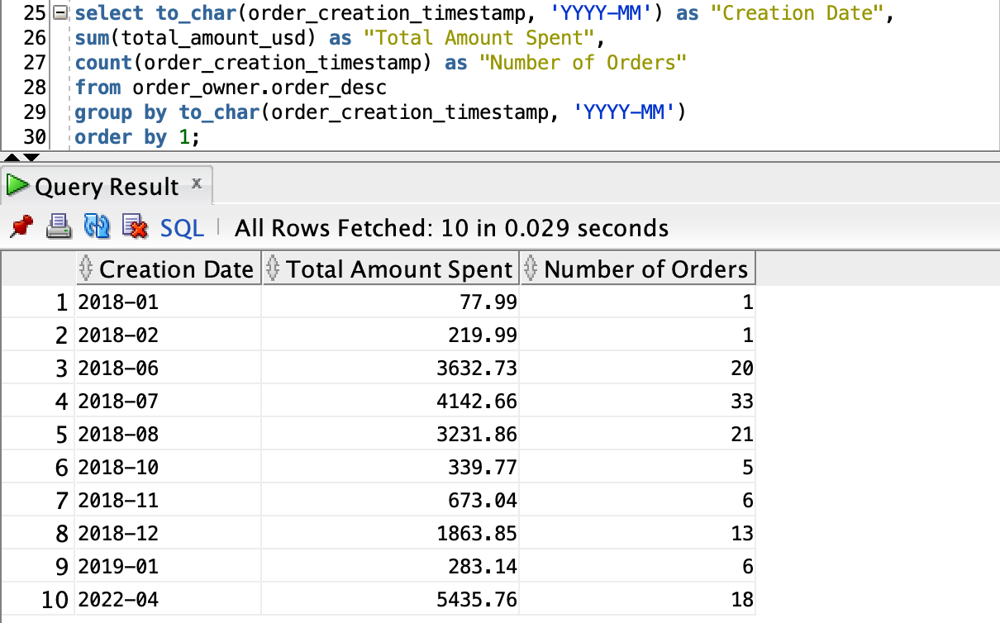 25 select to_char(order_creation_timestamp, 'YYYY-MM') as "Creation Date",
26 sum(total_amount_usd) as "Total Amount Spent",
27 count(order_creation_timestamp) as "Number of Orders"
28 from order_owner.order_desc
29 group by to_char(order_creation_timestamp, 'YYYY-MM')
30 order by 1;
Query Result x
SQL | All Rows Fetched: 10 in 0.029 seconds
Creation Date Total Amount Spent Number of Orders
1 2018-01 77.99 1
2 2018-02 219.99 1
3 2018-06 3632.73 20
4 2018-07 4142.66 33
5 2018-08 3231.86 21
6 2018-10 339.77 5
7 2018-11 673.04 6
8 2018-12 1863.85 13
9 2019-01 283.14 6
10 2022-04 5435.76 18